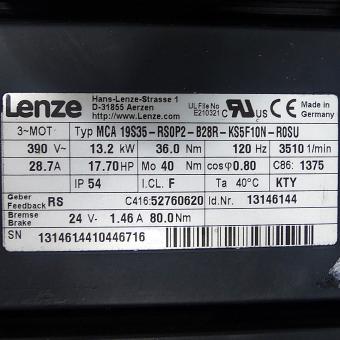 Lenze
Hans-Lenze-Strasse 1
D-31855 Aerzen
http://www.Lenze.com
UL File No
E210321
C US
CE
Made in
Germany
3~MOT Typ MCA 19S35-RS0P2-B28R-KS5F10N-R0SU
390 V~ 13.2 kW 36.0 Nm 120 Hz 3510 1/min
28.7A 17.70HP Mo 40 Nm cosφ0.80 C86: 1375
IP 54 I.CL. F Ta 40°C KTY
Geber
Feedback RS C416:52760620 Id.Nr. 13146144
Bremse
Brake 24 V- 1.46 A 80.0Nm
SN 1314614410446716